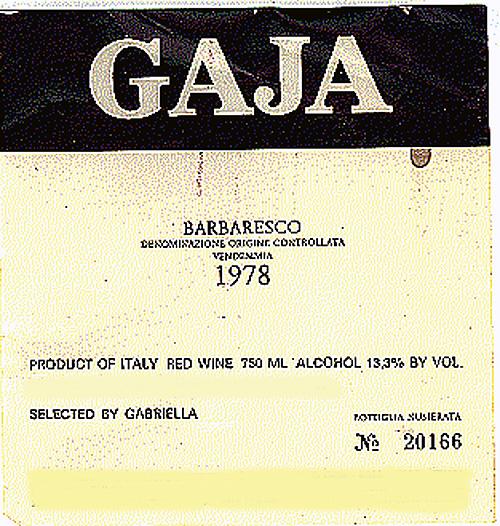 GAJA
BARBARESCO
DENOMINAZIONE ORIGINE CONTROLLATA
VENDEMMIA
1978
PRODUCT OF ITALY RED WINE 750 ML ALCOHOL 13,3% BY VOL.
SELECTED BY GABRIELLA
BOTTIGLIA NUMERATA
№ 20166